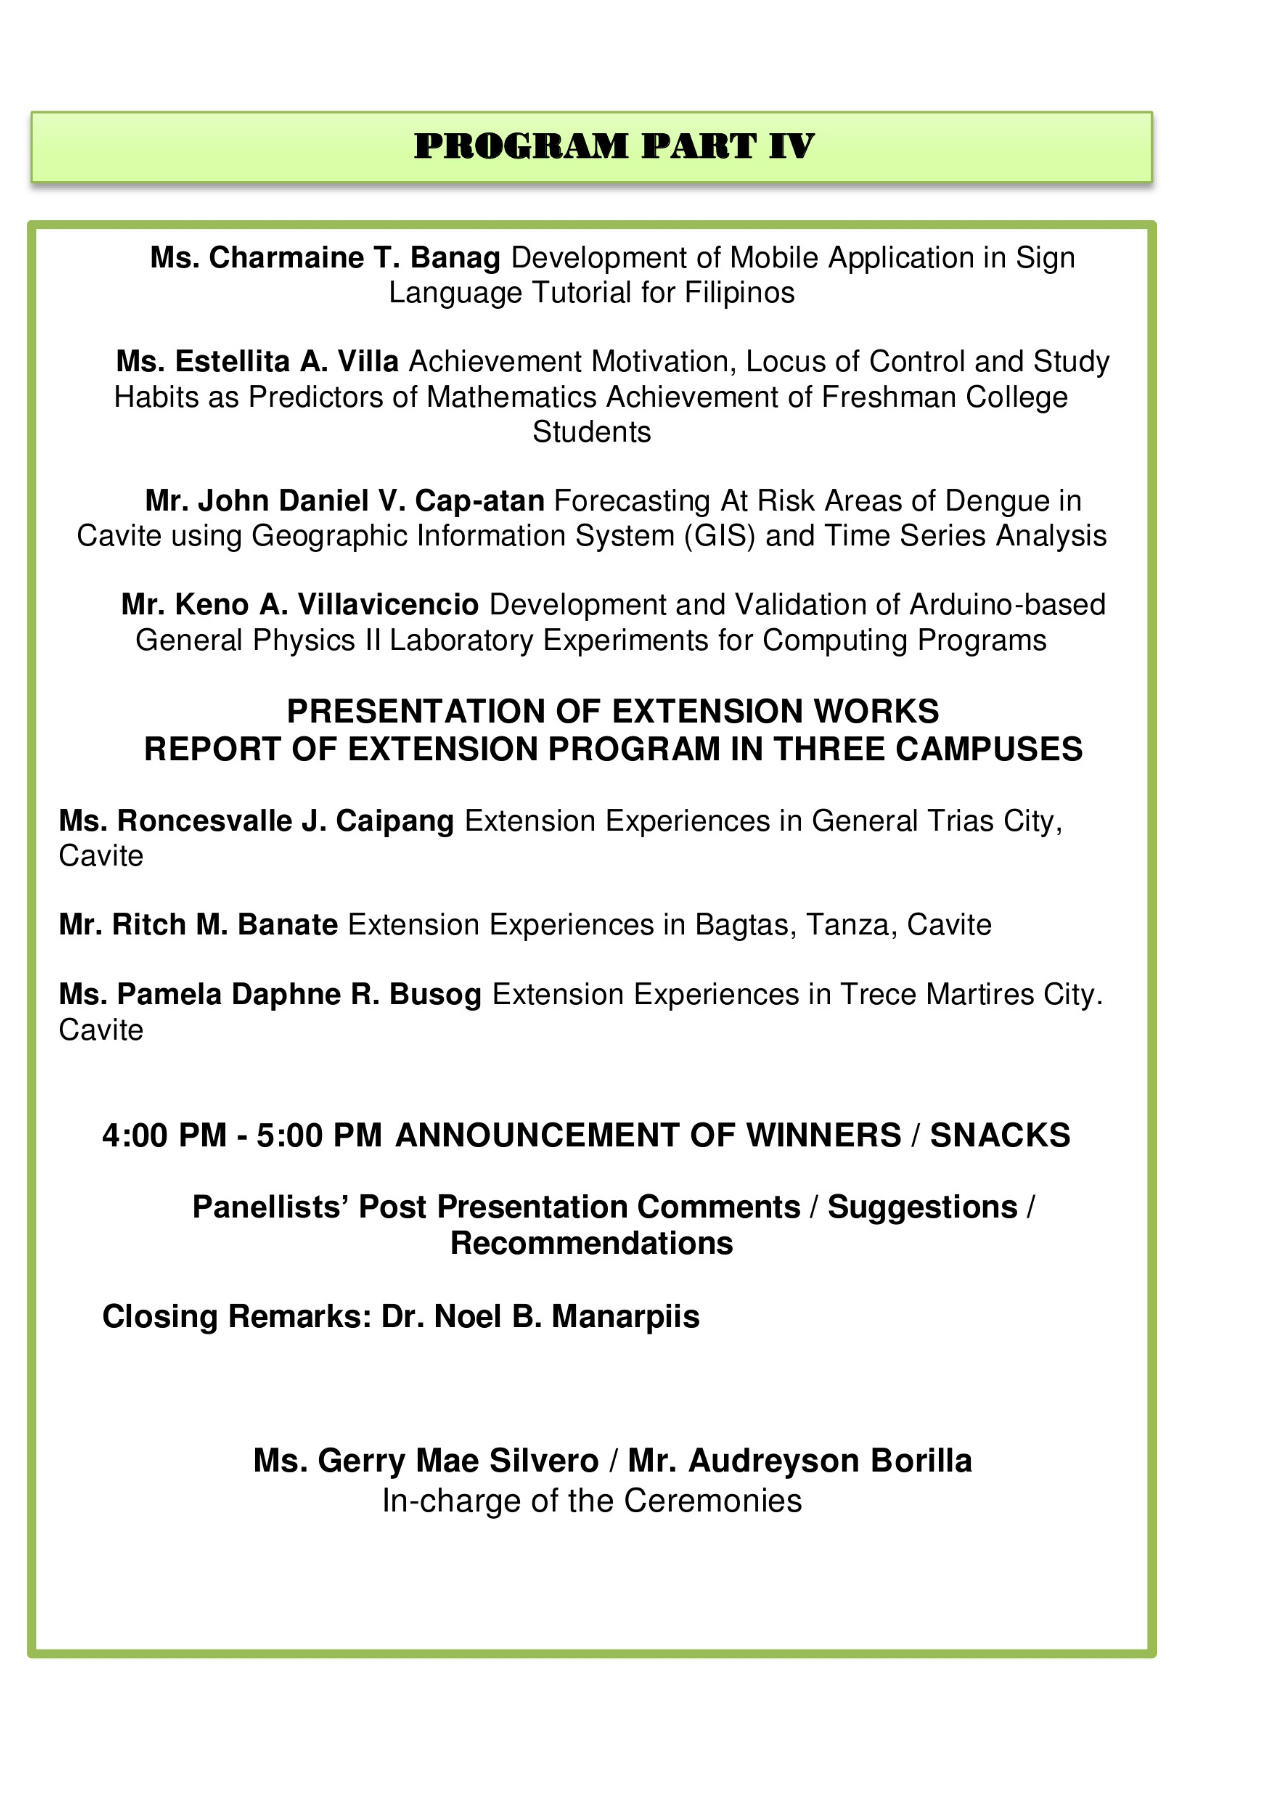 PROGRAM PART IV
Ms. Charmaine T. Banag Development of Mobile Application in Sign
Language Tutorial for Filipinos
Ms. Estellita A. Villa Achievement Motivation, Locus of Control and Study
Habits as Predictors of Mathematics Achievement of Freshman College
Students
Mr. John Daniel V. Cap-atan Forecasting At Risk Areas of Dengue in
Cavite using Geographic Information System (GIS) and Time Series Analysis
Mr. Keno A. Villavicencio Development and Validation of Arduino-based
General Physics II Laboratory Experiments for Computing Programs
PRESENTATION OF EXTENSION WORKS
REPORT OF EXTENSION PROGRAM IN THREE CAMPUSES
Ms. Roncesvalle J. Caipang Extension Experiences in General Trias City,
Cavite
Mr. Ritch M. Banate Extension Experiences in Bagtas, Tanza, Cavite
Ms. Pamela Daphne R. Busog Extension Experiences in Trece Martires City.
Cavite
4:00 PM - 5:00 PM ANNOUNCEMENT OF WINNERS / SNACKS
Panellists’ Post Presentation Comments / Suggestions /
Recommendations
Closing Remarks: Dr. Noel B. Manarpiis
Ms. Gerry Mae Silvero / Mr. Audreyson Borilla
In-charge of the Ceremonies